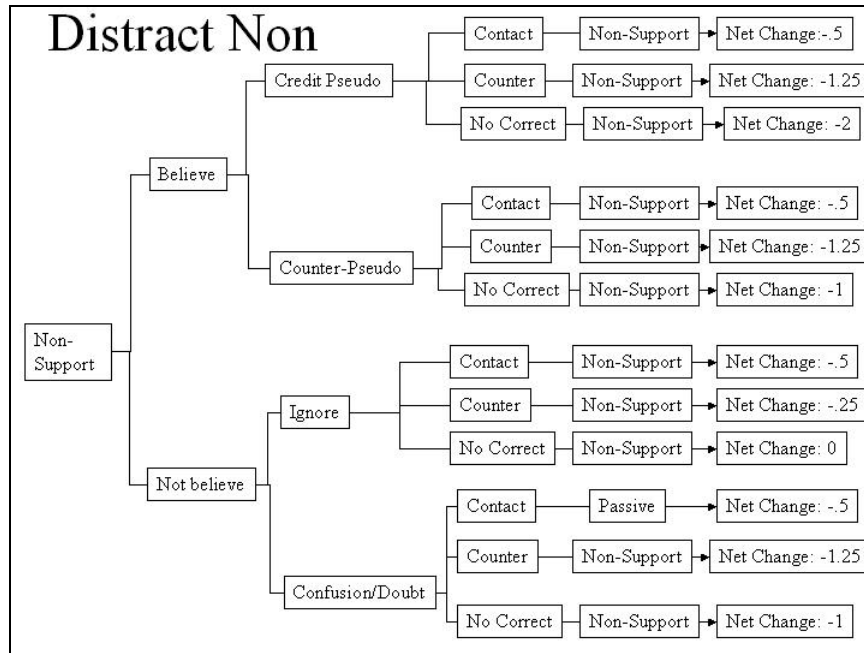 Distract Non
Contact Non-Support Net Change:-.5
Credit Pseudo Counter Non-Support Net Change: -1.25
No Correct Non-Support Net Change: -2
Believe
Contact Non-Support Net Change: -.5
Counter Non-Support Net Change: -1.25
Counter-Pseudo
No Correct Non-Support Net Change: -1
Non-
Support
Contact Non-Support Net Change: -.5
Ignore Counter Non-Support Net Change: -.25
No Correct Non-Support Net Change: 0
Not believe
Contact Passive Net Change: -.5
Counter Non-Support Net Change: -1.25
Confusion/Doubt
No Correct Non-Support Net Change: -1